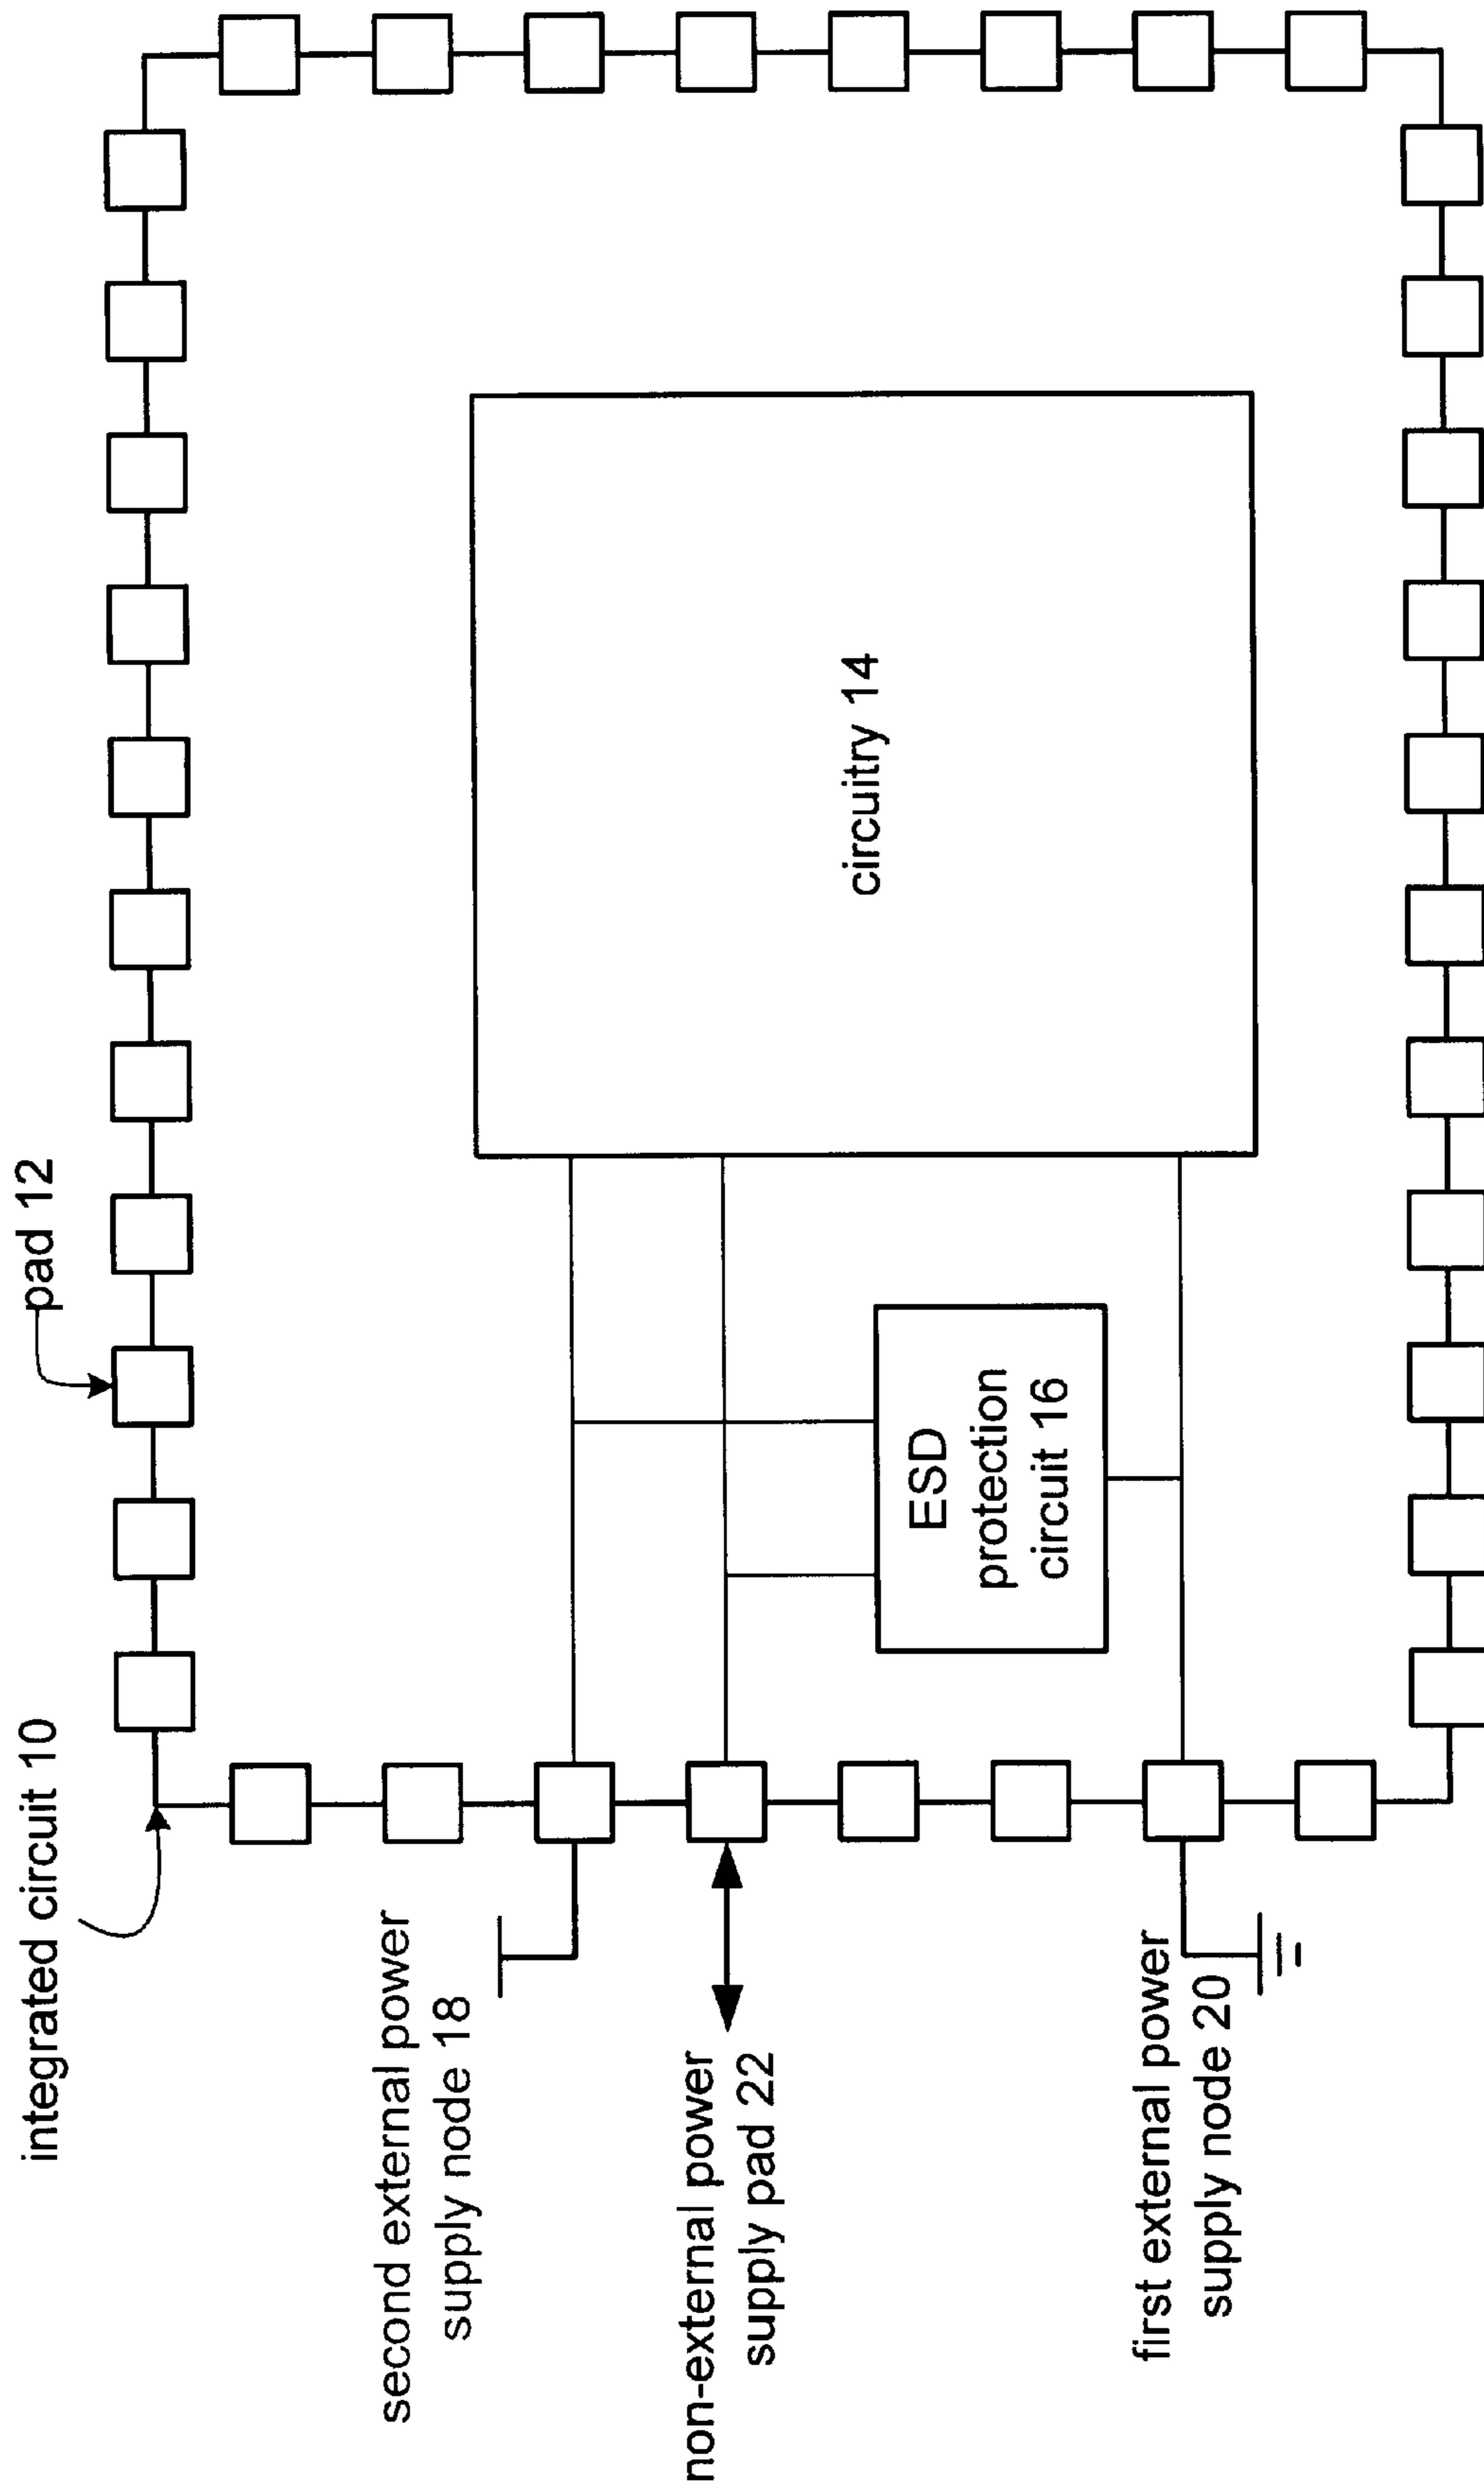 integrated circuit 10
pad 12
second external power
supply node 18
non-external power
supply pad 22
first external power
supply node 20
ESD
protection
circuit 16
circuitry 14